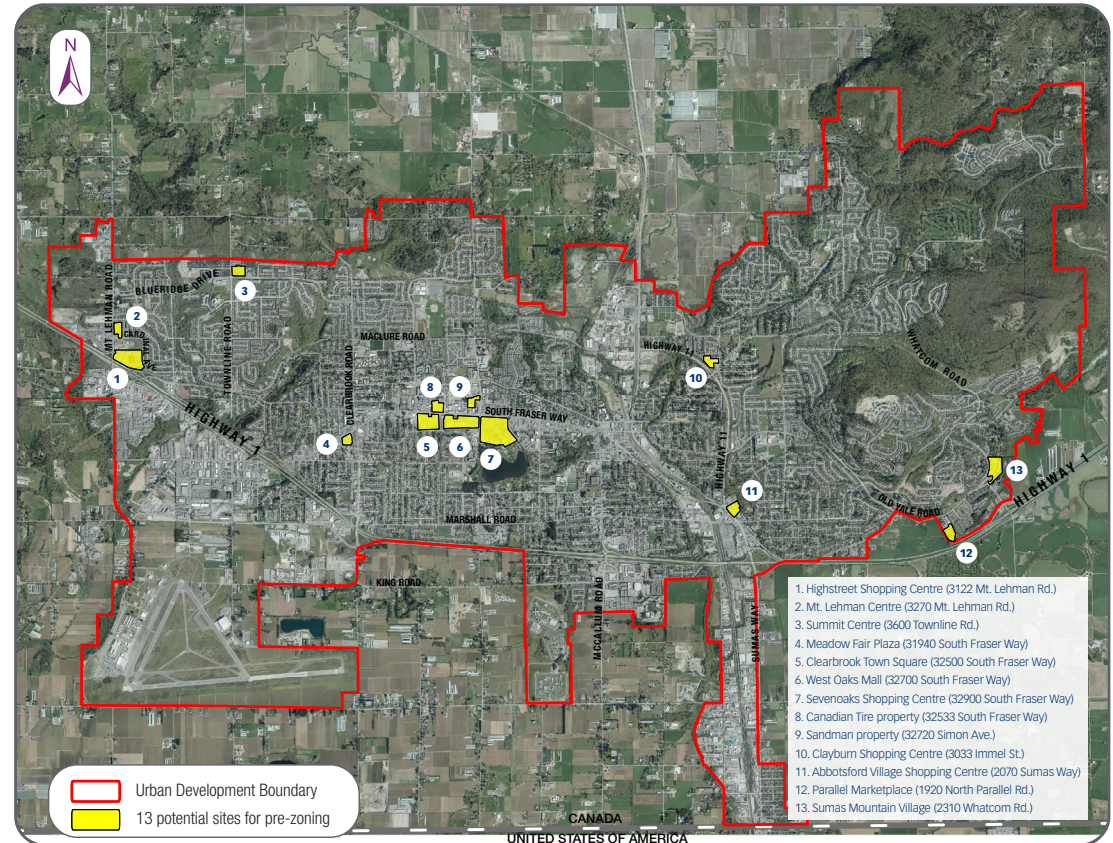 N
MT LEHMAN ROAD
BLUERIDGE DRIVE
3
2
CARDINAL AVE
1
TOWNLINE ROAD
MACLURE ROAD
CLEARBROOK ROAD
HIGHWAY 11
10
WHATCOM ROAD
8
9
SOUTH FRASER WAY
HIGHWAY 1
4
5
6
7
HIGHWAY 11
11
13
HIGHWAY 1
OLD YALE ROAD
12
MARSHALL ROAD
KING ROAD
MCCALLUM ROAD
SUMAS WAY
1. Highstreet Shopping Centre (3122 Mt. Lehman Rd.)
2. Mt. Lehman Centre (3270 Mt. Lehman Rd.)
3. Summit Centre (3600 Townline Rd.)
4. Meadow Fair Plaza (31940 South Fraser Way)
5. Clearbrook Town Square (32500 South Fraser Way)
6. West Oaks Mall (32700 South Fraser Way)
7. Sevenoaks Shopping Centre (32900 South Fraser Way)
8. Canadian Tire property (32533 South Fraser Way)
9. Sandman property (32720 Simon Ave.)
10. Clayburn Shopping Centre (3033 Immel St.)
11. Abbotsford Village Shopping Centre (2070 Sumas Way)
12. Parallel Marketplace (1920 North Parallel Rd.)
13. Sumas Mountain Village (2310 Whatcom Rd.)
Urban Development Boundary
13 potential sites for pre-zoning
CANADA
UNITED STATES OF AMERICA